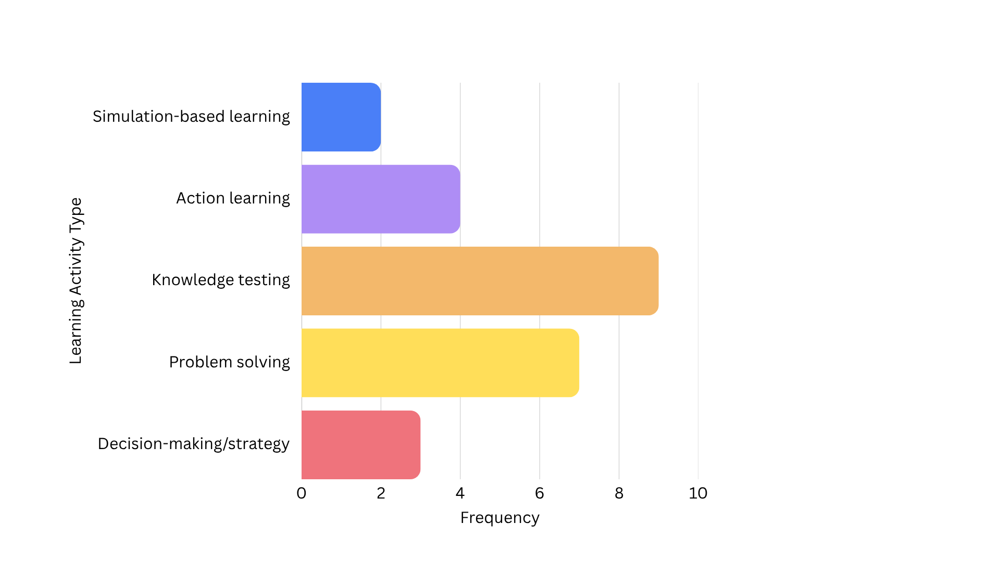 Simulation-based learning
Action learning
Knowledge testing
Problem solving
Decision-making/strategy
Learning Activity Type
0 2 4 6 8 10
Frequency